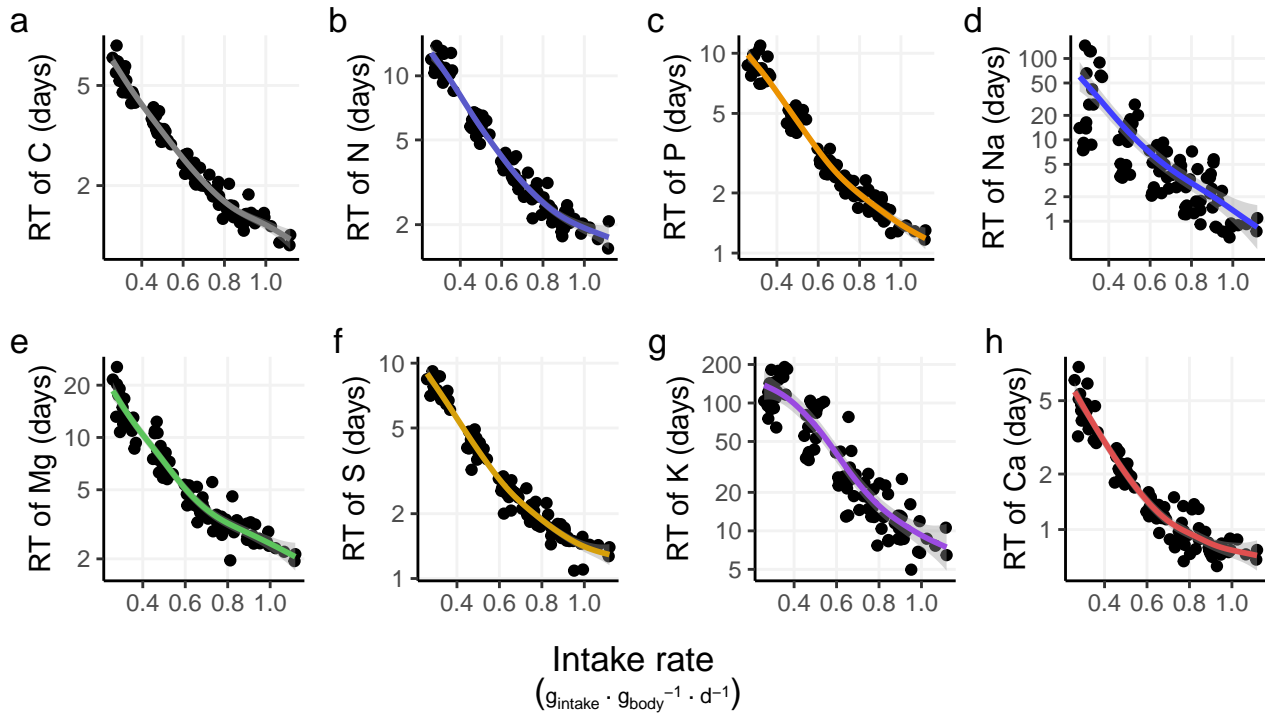 a
RT of C (days)
5
2
0.4 0.6 0.8 1.0
b
RT of N (days)
10
5
2
0.4 0.6 0.8 1.0
c
RT of P (days)
10
5
2
1
0.4 0.6 0.8 1.0
d
RT of Na (days)
100
50
20
10
5
2
1
0.4 0.6 0.8 1.0
e
RT of Mg (days)
20
10
5
2
0.4 0.6 0.8 1.0
f
RT of S (days)
10
5
2
1
0.4 0.6 0.8 1.0
g
RT of K (days)
200
100
50
20
10
5
0.4 0.6 0.8 1.0
h
RT of Ca (days)
5
2
1
0.4 0.6 0.8 1.0
Intake rate
(g_intake · g_body⁻¹ · d⁻¹)